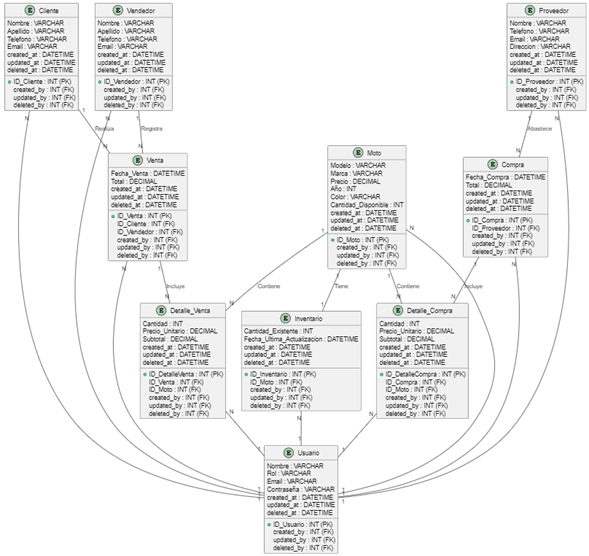 E Cliente
Nombre : VARCHAR
Apellido : VARCHAR
Telefono : VARCHAR
Email : VARCHAR
created_at : DATETIME
updated_at : DATETIME
deleted_at : DATETIME
ID_Cliente : INT (PK)
created_by : INT (FK)
updated_by : INT (FK)
deleted_by : INT (FK)
E Vendedor
Nombre : VARCHAR
Apellido : VARCHAR
Telefono : VARCHAR
Email : VARCHAR
created_at : DATETIME
updated_at : DATETIME
deleted_at : DATETIME
ID_Vendedor : INT (PK)
created_by : INT (FK)
updated_by : INT (FK)
deleted_by : INT (FK)
E Proveedor
Nombre : VARCHAR
Telefono : VARCHAR
Email : VARCHAR
Direccion : VARCHAR
created_at : DATETIME
updated_at : DATETIME
deleted_at : DATETIME
ID_Proveedor : INT (PK)
created_by : INT (FK)
updated_by : INT (FK)
deleted_by : INT (FK)
N 1 N 1 1 N
Realiza Registra Abastece
N N N
E Venta
Fecha_Venta : DATETIME
Total : DECIMAL
created_at : DATETIME
updated_at : DATETIME
deleted_at : DATETIME
ID_Venta : INT (PK)
ID_Cliente : INT (FK)
ID_Vendedor : INT (FK)
created_by : INT (FK)
updated_by : INT (FK)
deleted_by : INT (FK)
E Moto
Modelo : VARCHAR
Marca : VARCHAR
Precio : DECIMAL
Año : INT
Color : VARCHAR
Cantidad_Disponible : INT
created_at : DATETIME
updated_at : DATETIME
deleted_at : DATETIME
ID_Moto : INT (PK)
created_by : INT (FK)
updated_by : INT (FK)
deleted_by : INT (FK)
E Compra
Fecha_Compra : DATETIME
Total : DECIMAL
created_at : DATETIME
updated_at : DATETIME
deleted_at : DATETIME
ID_Compra : INT (PK)
ID_Proveedor : INT (FK)
created_by : INT (FK)
updated_by : INT (FK)
deleted_by : INT (FK)
1 N
N 1 1 1 1 N
Incluye Contiene Tiene Contiene Incluye
N N 1 N N
E Detalle_Venta
Cantidad : INT
Precio_Unitario : DECIMAL
Subtotal : DECIMAL
created_at : DATETIME
updated_at : DATETIME
deleted_at : DATETIME
ID_DetalleVenta : INT (PK)
ID_Venta : INT (FK)
ID_Moto : INT (FK)
created_by : INT (FK)
updated_by : INT (FK)
deleted_by : INT (FK)
E Inventario
Cantidad_Existente : INT
Fecha_Ultima_Actualizacion : DATETIME
created_at : DATETIME
updated_at : DATETIME
deleted_at : DATETIME
ID_Inventario : INT (PK)
ID_Moto : INT (FK)
created_by : INT (FK)
updated_by : INT (FK)
deleted_by : INT (FK)
E Detalle_Compra
Cantidad : INT
Precio_Unitario : DECIMAL
Subtotal : DECIMAL
created_at : DATETIME
updated_at : DATETIME
deleted_at : DATETIME
ID_DetalleCompra : INT (PK)
ID_Compra : INT (FK)
ID_Moto : INT (FK)
created_by : INT (FK)
updated_by : INT (FK)
deleted_by : INT (FK)
N N N
1 1 1
E Usuario
Nombre : VARCHAR
Rol : VARCHAR
Email : VARCHAR
Contraseña : VARCHAR
created_at : DATETIME
updated_at : DATETIME
deleted_at : DATETIME
ID_Usuario : INT (PK)
created_by : INT (FK)
updated_by : INT (FK)
deleted_by : INT (FK)
1 1
1 1
1 1